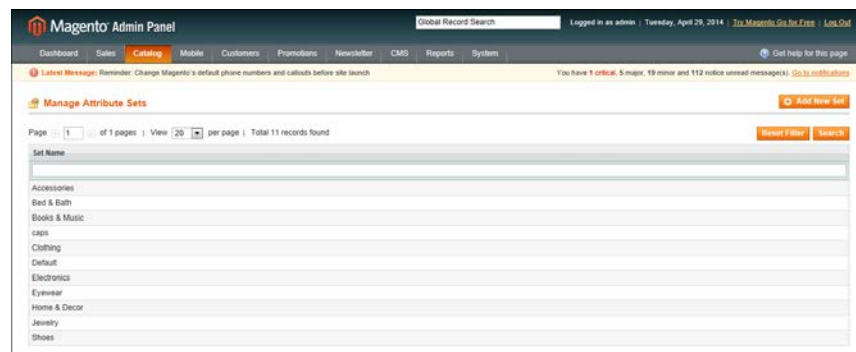 Magento® Admin Panel
Global Record Search
Logged in as admin | Tuesday, April 29, 2014 | Try Magento Go for Free | Log Out
Dashboard Sales Catalog Mobile Customers Promotions Newsletter CMS Reports System
Get help for this page
Latest Message: Reminder: Change Magento's default phone numbers and callouts before site launch
You have 1 critical, 5 major, 19 minor and 112 notice unread message(s). Go to notifications
Manage Attribute Sets
Add New Set
Page 1 of 1 pages | View 20 per page | Total 11 records found
Reset Filter Search
Set Name
Accessories
Bed & Bath
Books & Music
caps
Clothing
Default
Electronics
Eyewear
Home & Decor
Jewelry
Shoes